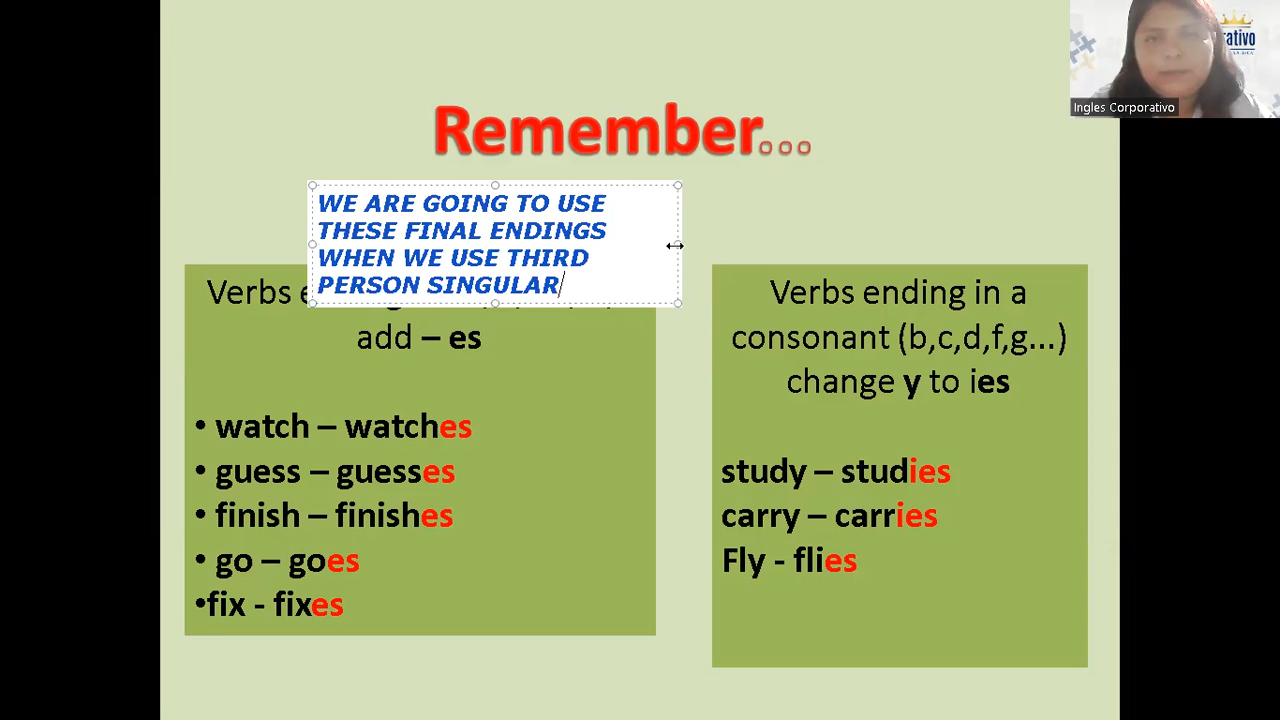 rativo
Ingles Corporativo
Remember...
WE ARE GOING TO USE
THESE FINAL ENDINGS
WHEN WE USE THIRD
PERSON SINGULAR
Verbs
add – es
• watch – watches
• guess – guesses
• finish – finishes
• go – goes
•fix - fixes
Verbs ending in a
consonant (b,c,d,f,g...)
change y to ies
study – studies
carry – carries
Fly - flies